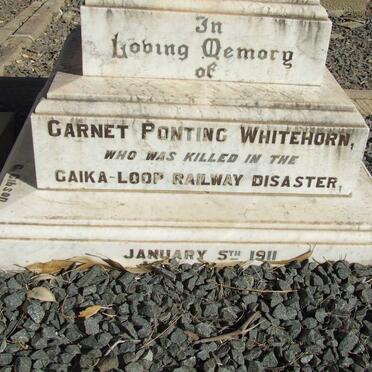 In
Loving Memory
of
GARNET PONTING WHITEHORN,
WHO WAS KILLED IN THE
GAIKA-LOOP RAILWAY DISASTER,
JANUARY 5TH 1911